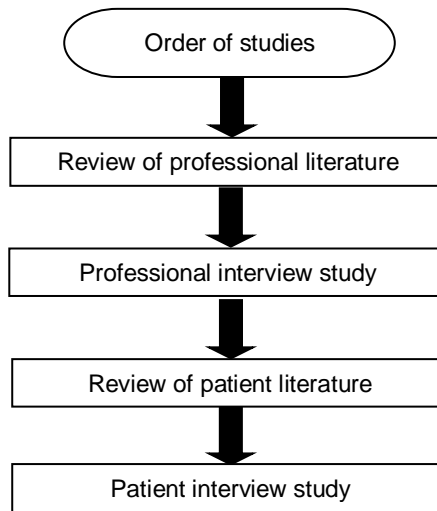 Order of studies
Review of professional literature
Professional interview study
Review of patient literature
Patient interview study